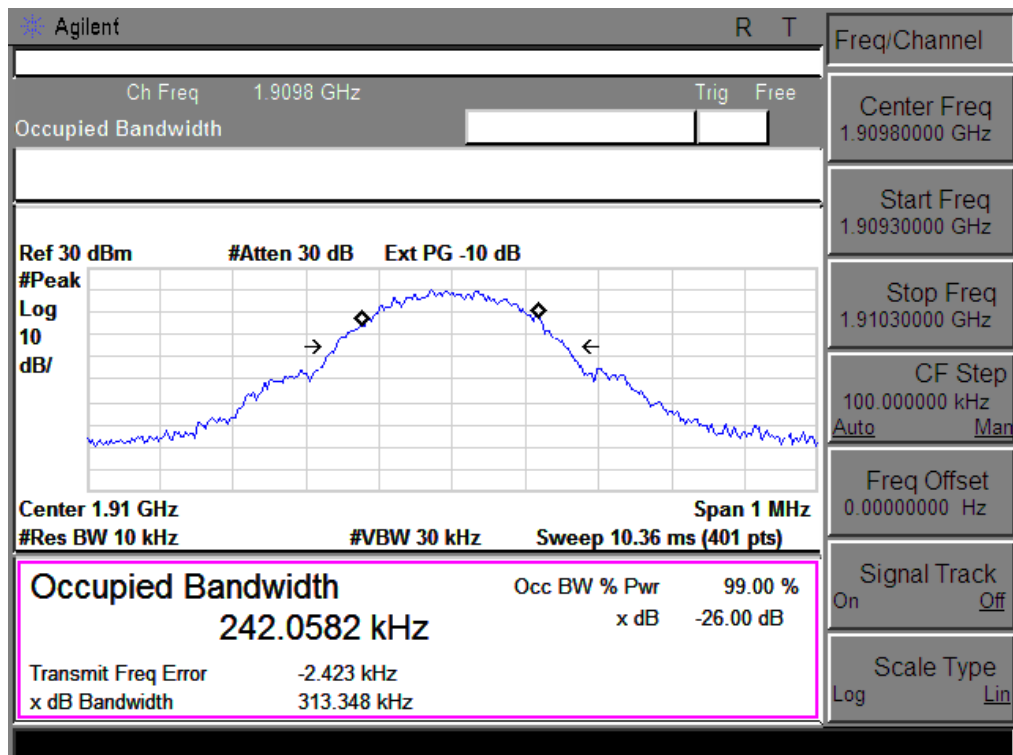 Agilent R T
Ch Freq 1.9098 GHz Trig Free
Occupied Bandwidth
Ref 30 dBm #Atten 30 dB Ext PG -10 dB
#Peak
Log
10
dB/
Center 1.91 GHz Span 1 MHz
#Res BW 10 kHz #VBW 30 kHz Sweep 10.36 ms (401 pts)
Occupied Bandwidth Occ BW % Pwr 99.00 %
242.0582 kHz x dB -26.00 dB
Transmit Freq Error -2.423 kHz
x dB Bandwidth 313.348 kHz
Freq/Channel
Center Freq
1.90980000 GHz
Start Freq
1.90930000 GHz
Stop Freq
1.91030000 GHz
CF Step
100.000000 kHz
Auto Man
Freq Offset
0.00000000 Hz
Signal Track
On Off
Scale Type
Log Lin